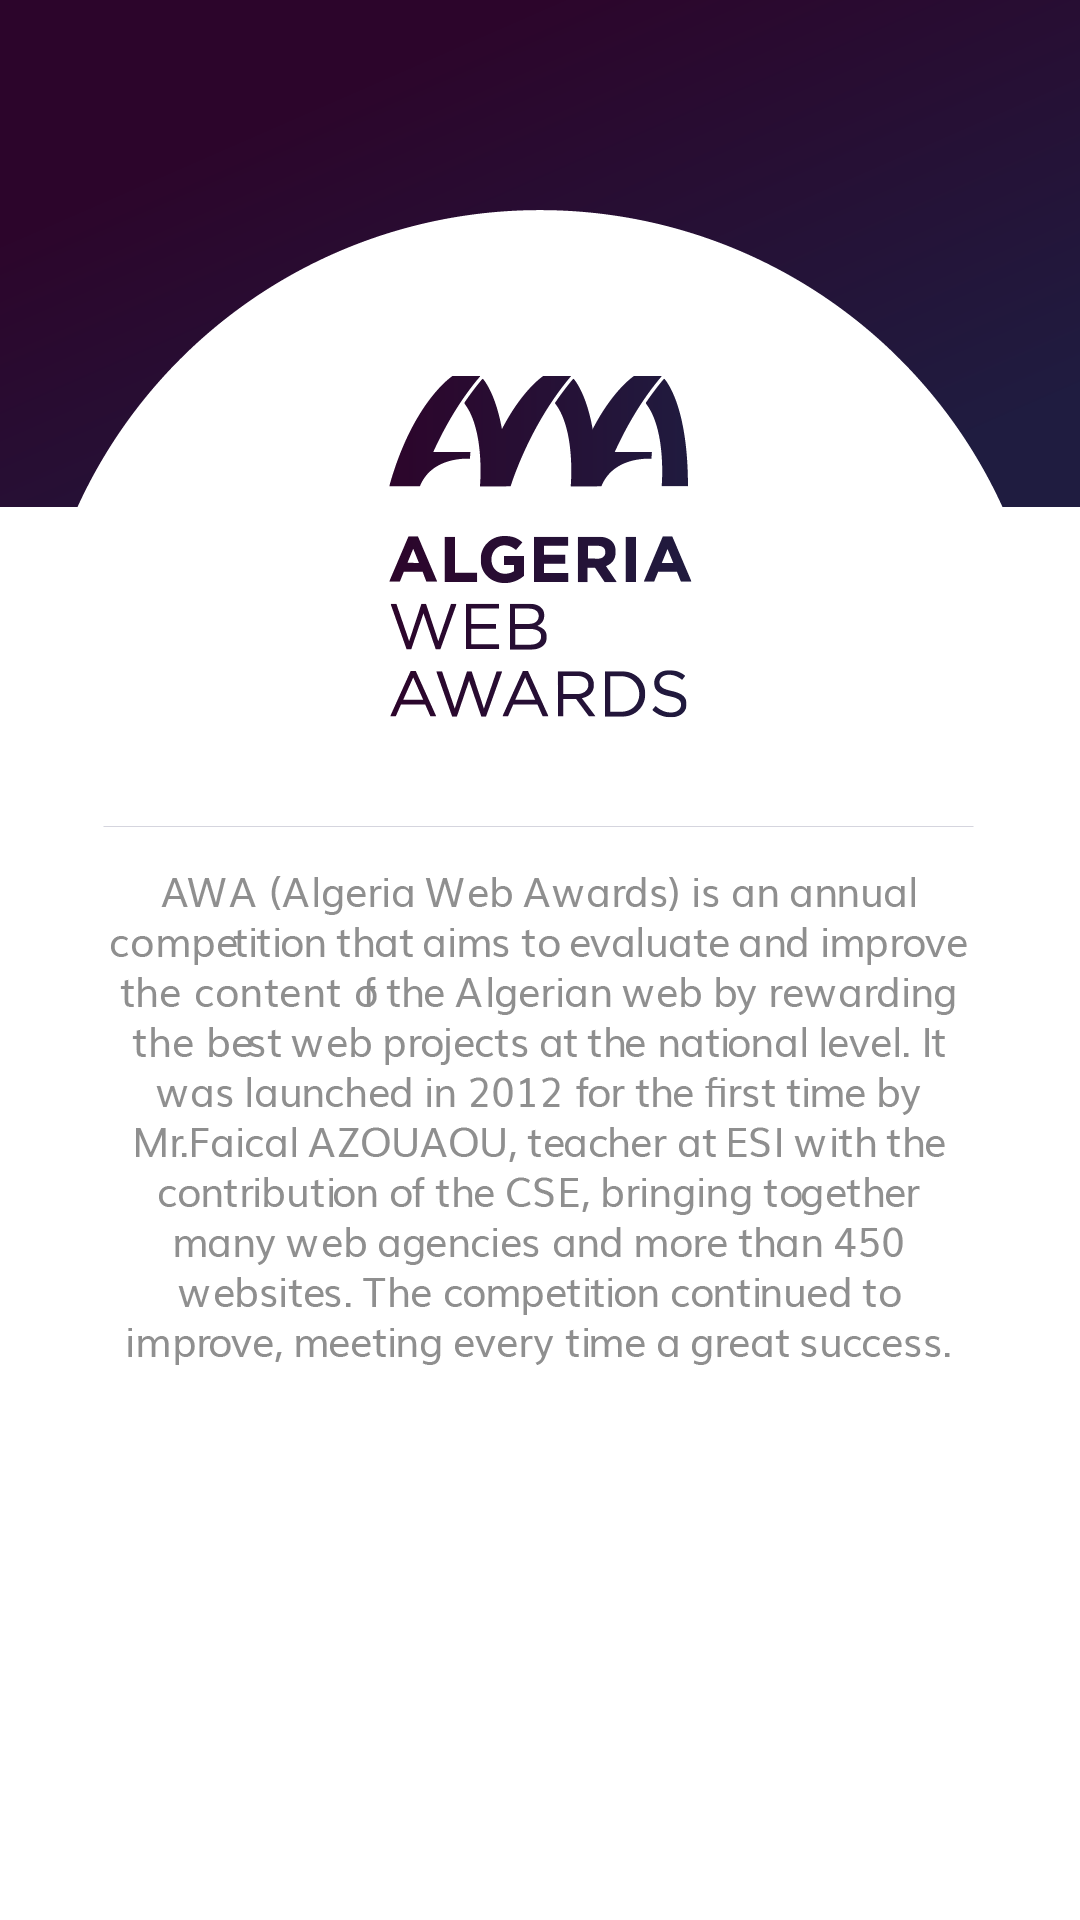 AWA
ALGERIA
WEB
AWARDS
AWA (Algeria Web Awards) is an annual
competition that aims to evaluate and improve
the content of the Algerian web by rewarding
the best web projects at the national level. It
was launched in 2012 for the first time by
Mr.Faical AZOUAOU, teacher at ESI with the
contribution of the CSE, bringing together
many web agencies and more than 450
websites. The competition continued to
improve, meeting every time a great success.